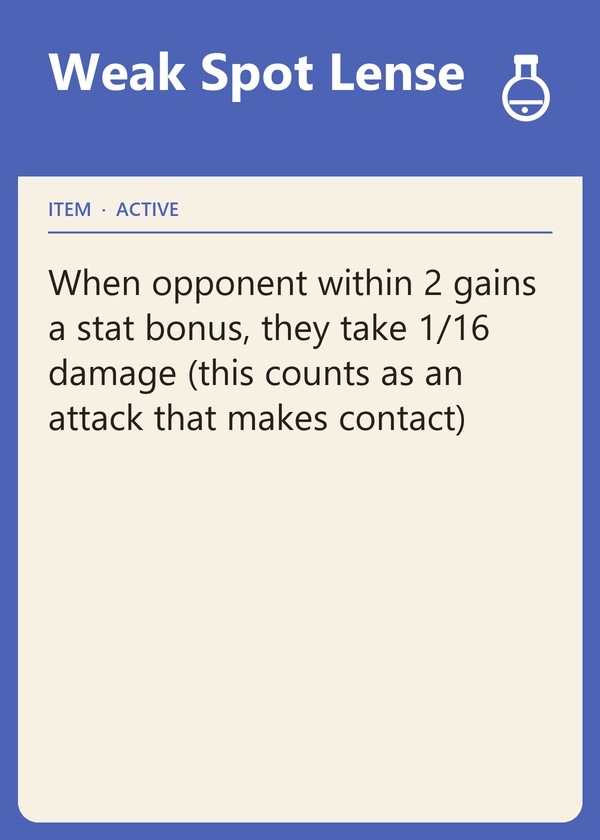 Weak Spot Lense
ITEM · ACTIVE
When opponent within 2 gains
a stat bonus, they take 1/16
damage (this counts as an
attack that makes contact)